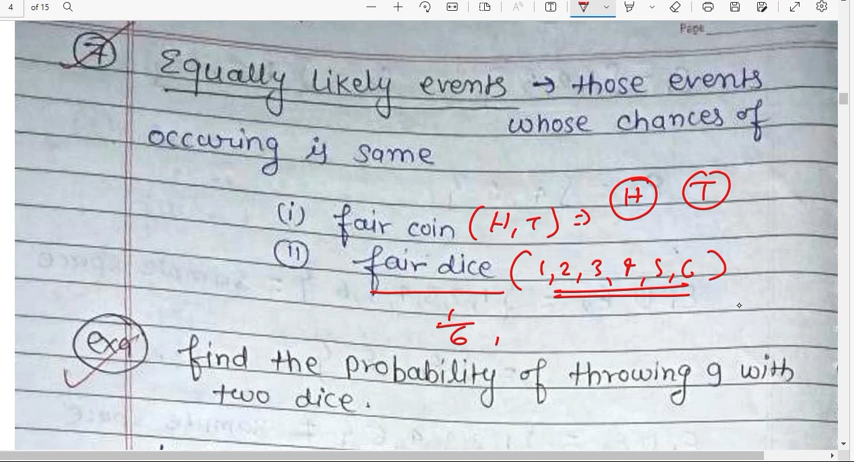 4 of 15
Page
7 Equally likely events → those events
whose chances of
occuring is same
(i) fair coin (H, T) ⇒ H T
(ii) fair dice (1, 2, 3, 4, 5, 6)
1/6 ,
ex9 find the probability of throwing 9 with
two dice.